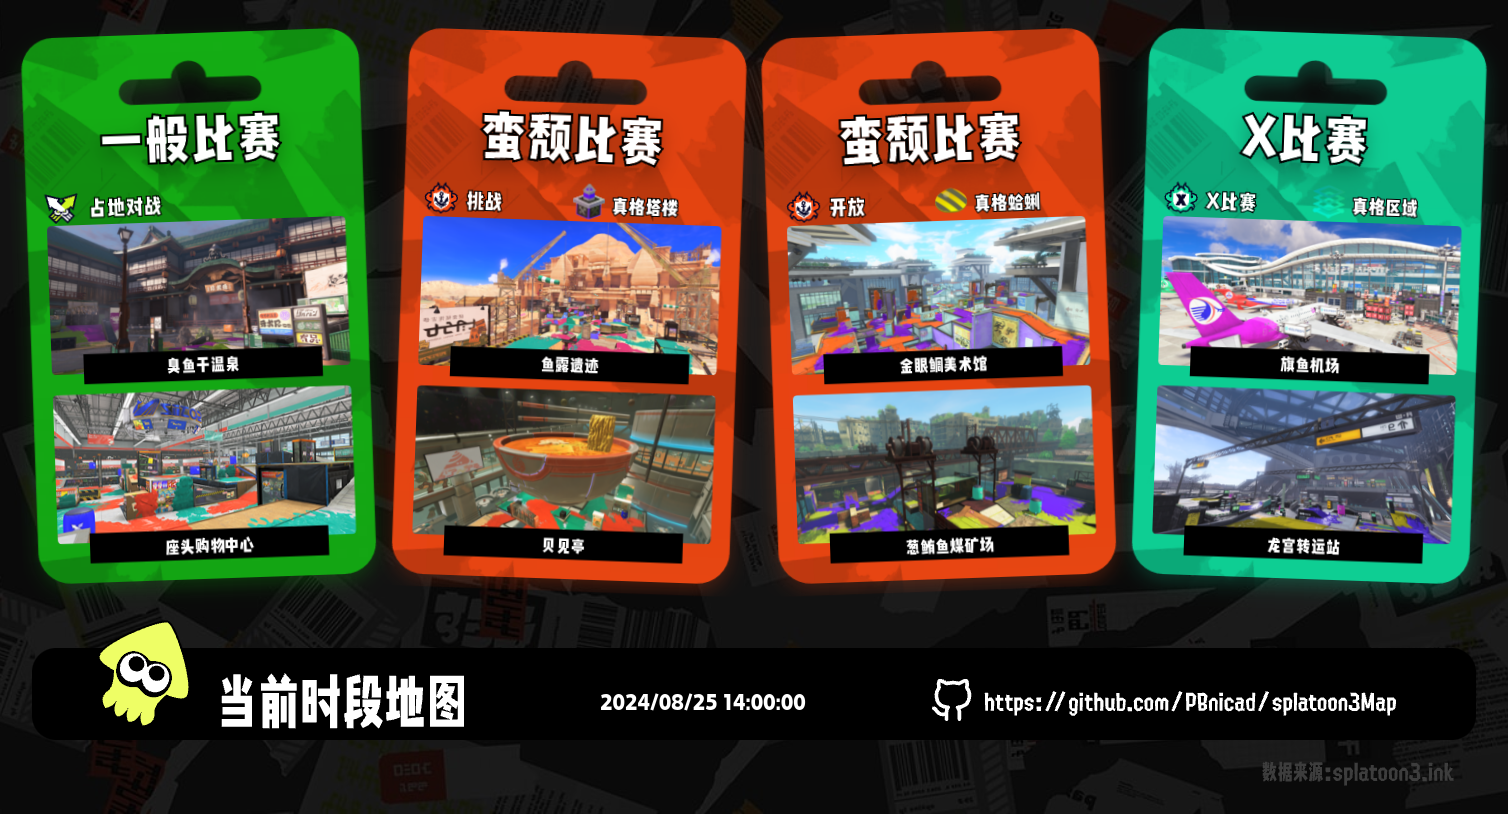 一般比赛
占地对战
臭鱼干温泉
座头购物中心
蛮颓比赛
挑战
真格塔楼
鱼露遗迹
贝见亭
蛮颓比赛
开放
真格蛤蜊
金眼鲷美术馆
葱鲔鱼煤矿场
X比赛
X比赛
真格区域
旗鱼机场
龙宫转运站
当前时段地图
2024/08/25 14:00:00
https://github.com/PBnicad/splatoon3Map
数据来源:splatoon3.ink